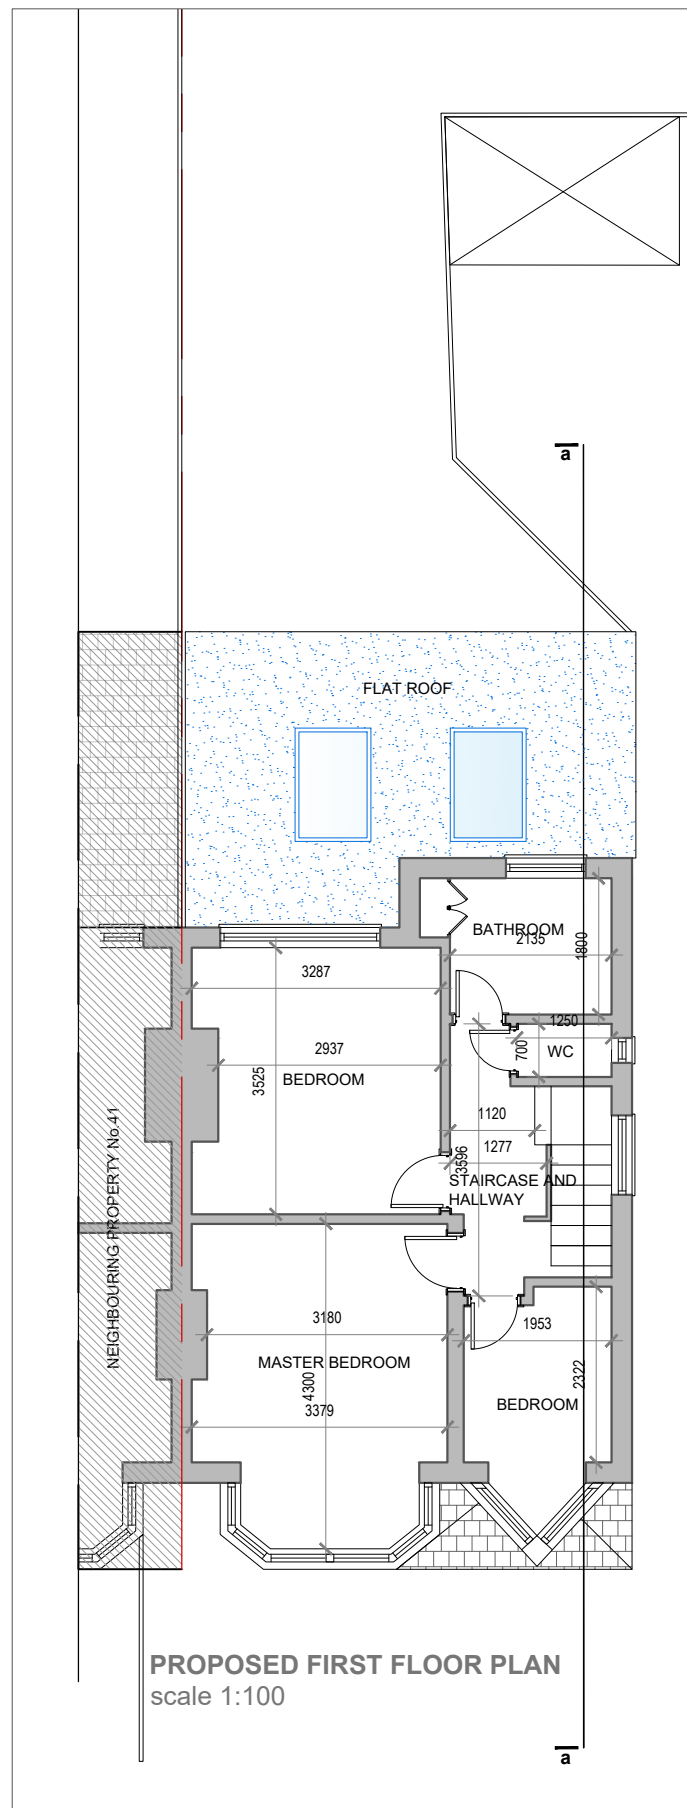 a
FLAT ROOF
BATHROOM
2135
1800
3287
1250
700
WC
2937
BEDROOM
3525
1120
1277
3596
STAIRCASE AND
HALLWAY
NEIGHBOURING PROPERTY No.41
3180
1953
MASTER BEDROOM
4300
2322
3379
BEDROOM
PROPOSED FIRST FLOOR PLAN
scale 1:100
a